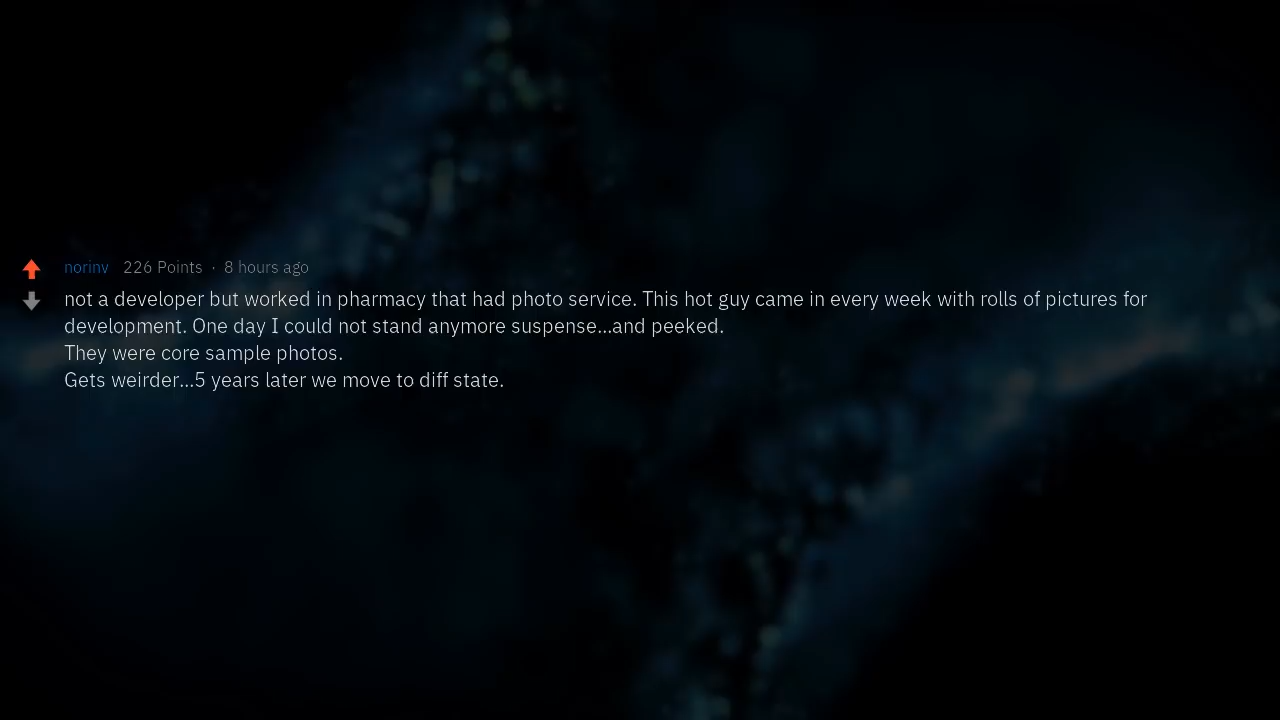 norinv 226 Points · 8 hours ago
not a developer but worked in pharmacy that had photo service. This hot guy came in every week with rolls of pictures for
development. One day I could not stand anymore suspense...and peeked.
They were core sample photos.
Gets weirder...5 years later we move to diff state.